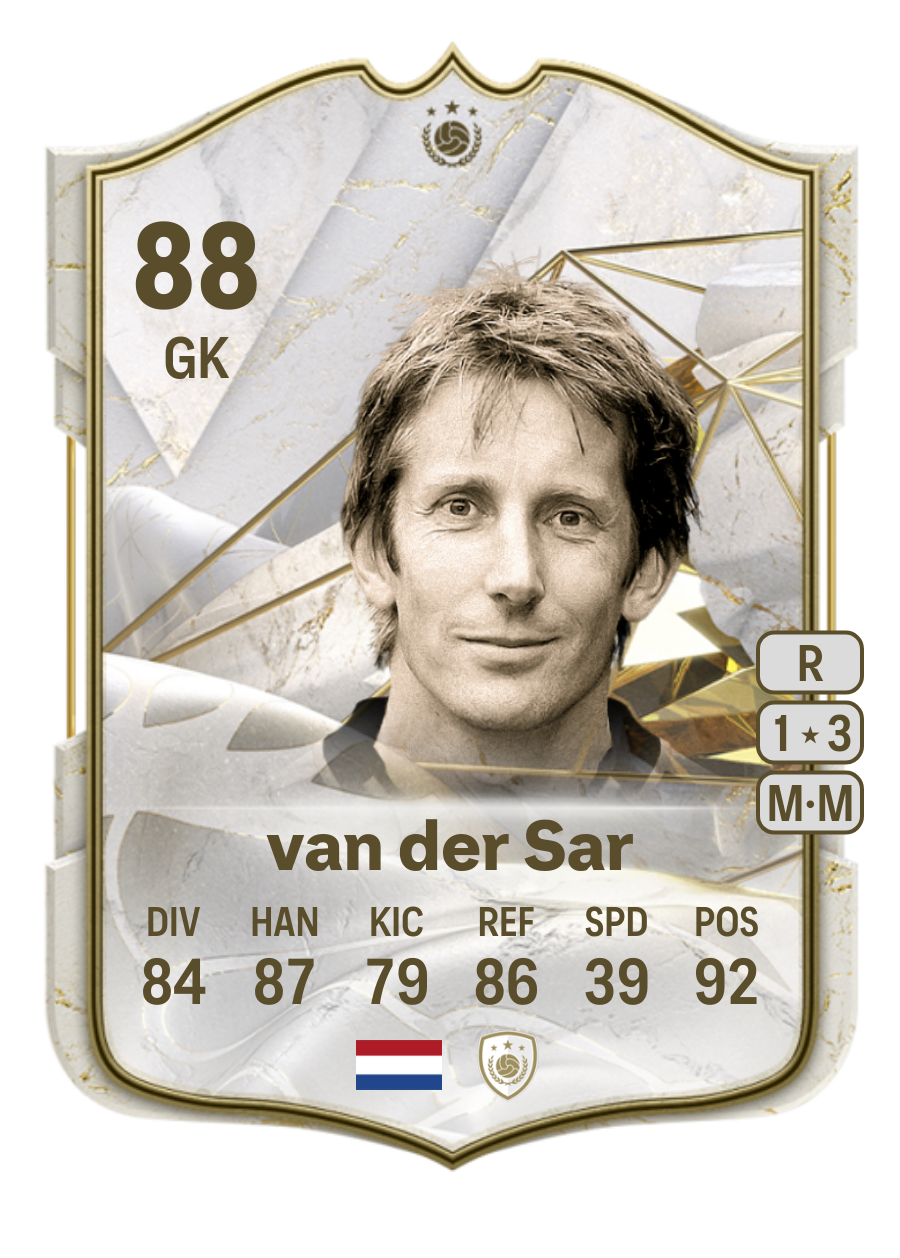 88
GK
R
1 ★ 3
M·M
van der Sar
DIV HAN KIC REF SPD POS
84 87 79 86 39 92